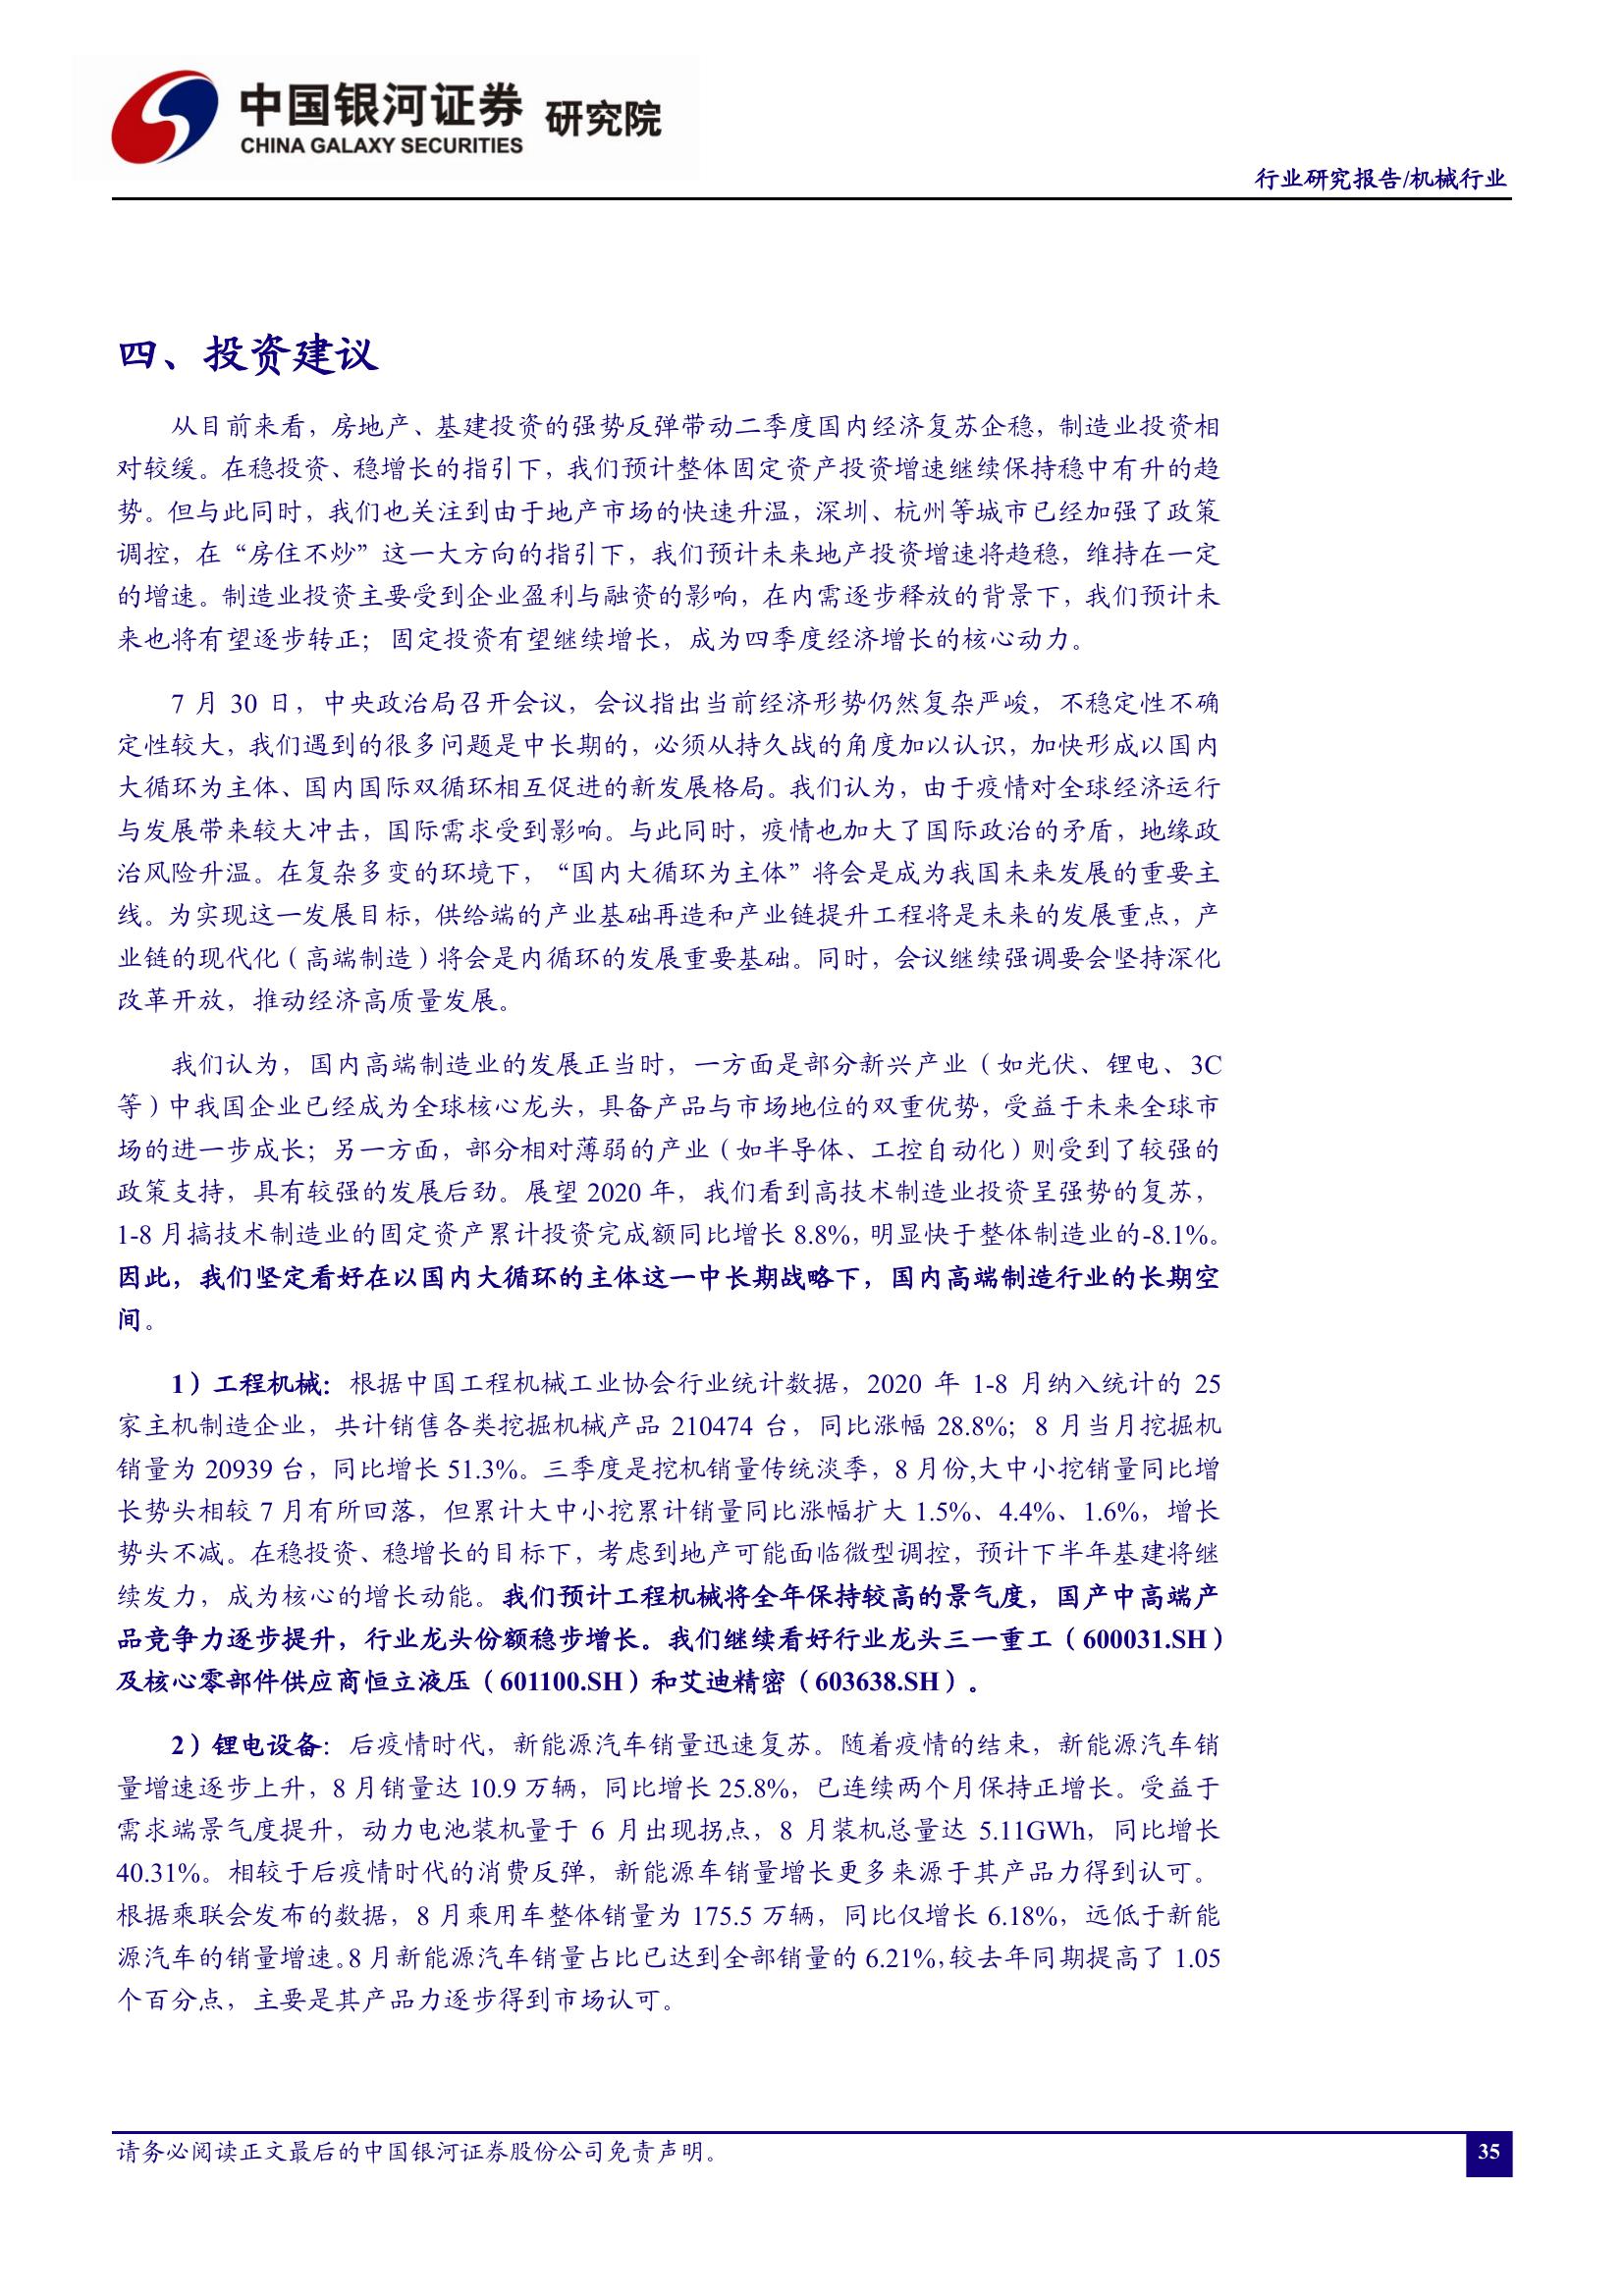 中国银河证券 研究院
CHINA GALAXY SECURITIES
行业研究报告/机械行业
四、投资建议
从目前来看，房地产、基建投资的强势反弹带动二季度国内经济复苏企稳，制造业投资相
对较缓。在稳投资、稳增长的指引下，我们预计整体固定资产投资增速继续保持稳中有升的趋
势。但与此同时，我们也关注到由于地产市场的快速升温，深圳、杭州等城市已经加强了政策
调控，在“房住不炒”这一大方向的指引下，我们预计未来地产投资增速将趋稳，维持在一定
的增速。制造业投资主要受到企业盈利与融资的影响，在内需逐步释放的背景下，我们预计未
来也将有望逐步转正；固定投资有望继续增长，成为四季度经济增长的核心动力。
7 月 30 日，中央政治局召开会议，会议指出当前经济形势仍然复杂严峻，不稳定性不确
定性较大，我们遇到的很多问题是中长期的，必须从持久战的角度加以认识，加快形成以国内
大循环为主体、国内国际双循环相互促进的新发展格局。我们认为，由于疫情对全球经济运行
与发展带来较大冲击，国际需求受到影响。与此同时，疫情也加大了国际政治的矛盾，地缘政
治风险升温。在复杂多变的环境下，“国内大循环为主体”将会是成为我国未来发展的重要主
线。为实现这一发展目标，供给端的产业基础再造和产业链提升工程将是未来的发展重点，产
业链的现代化（高端制造）将会是内循环的发展重要基础。同时，会议继续强调要会坚持深化
改革开放，推动经济高质量发展。
我们认为，国内高端制造业的发展正当时，一方面是部分新兴产业（如光伏、锂电、3C
等）中我国企业已经成为全球核心龙头，具备产品与市场地位的双重优势，受益于未来全球市
场的进一步成长；另一方面，部分相对薄弱的产业（如半导体、工控自动化）则受到了较强的
政策支持，具有较强的发展后劲。展望 2020 年，我们看到高技术制造业投资呈强势的复苏，
1-8 月搞技术制造业的固定资产累计投资完成额同比增长 8.8%，明显快于整体制造业的-8.1%。
因此，我们坚定看好在以国内大循环的主体这一中长期战略下，国内高端制造行业的长期空
间。
1）工程机械：根据中国工程机械工业协会行业统计数据，2020 年 1-8 月纳入统计的 25
家主机制造企业，共计销售各类挖掘机械产品 210474 台，同比涨幅 28.8%；8 月当月挖掘机
销量为 20939 台，同比增长 51.3%。三季度是挖机销量传统淡季，8 月份,大中小挖销量同比增
长势头相较 7 月有所回落，但累计大中小挖累计销量同比涨幅扩大 1.5%、4.4%、1.6%，增长
势头不减。在稳投资、稳增长的目标下，考虑到地产可能面临微型调控，预计下半年基建将继
续发力，成为核心的增长动能。我们预计工程机械将全年保持较高的景气度，国产中高端产
品竞争力逐步提升，行业龙头份额稳步增长。我们继续看好行业龙头三一重工（600031.SH）
及核心零部件供应商恒立液压（601100.SH）和艾迪精密（603638.SH）。
2）锂电设备：后疫情时代，新能源汽车销量迅速复苏。随着疫情的结束，新能源汽车销
量增速逐步上升，8 月销量达 10.9 万辆，同比增长 25.8%，已连续两个月保持正增长。受益于
需求端景气度提升，动力电池装机量于 6 月出现拐点，8 月装机总量达 5.11GWh，同比增长
40.31%。相较于后疫情时代的消费反弹，新能源车销量增长更多来源于其产品力得到认可。
根据乘联会发布的数据，8 月乘用车整体销量为 175.5 万辆，同比仅增长 6.18%，远低于新能
源汽车的销量增速。8 月新能源汽车销量占比已达到全部销量的 6.21%，较去年同期提高了 1.05
个百分点，主要是其产品力逐步得到市场认可。
请务必阅读正文最后的中国银河证券股份公司免责声明。
35